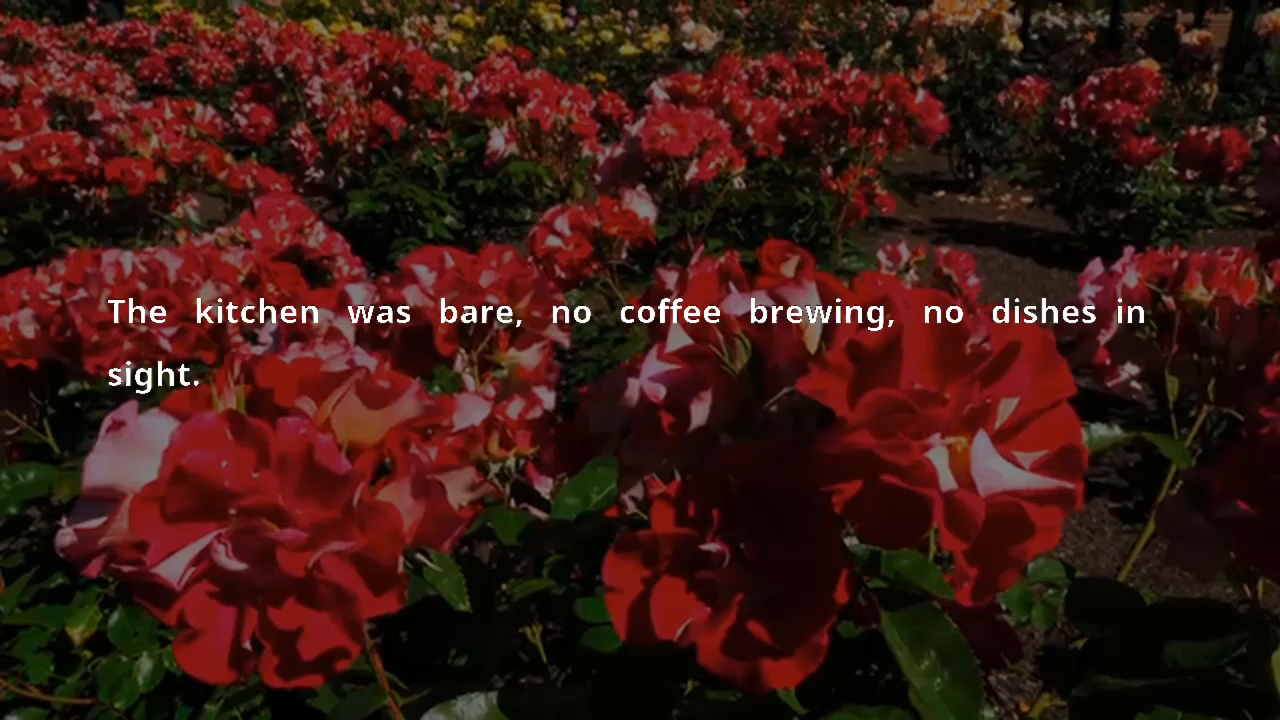 The kitchen was bare, no coffee brewing, no dishes in
sight.